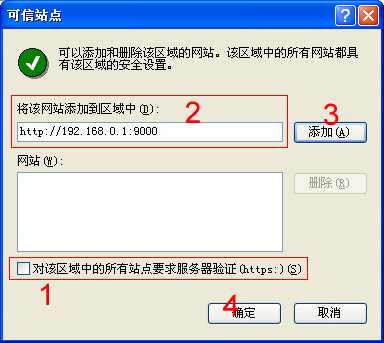 可信站点
可以添加和删除该区域的网站。该区域中的所有网站都具
有该区域的安全设置。
将该网站添加到区域中(D):
2
3
http://192.168.0.1:9000
添加(A)
网站(W):
删除(R)
对该区域中的所有站点要求服务器验证(https:)(S)
1
4
确定
取消